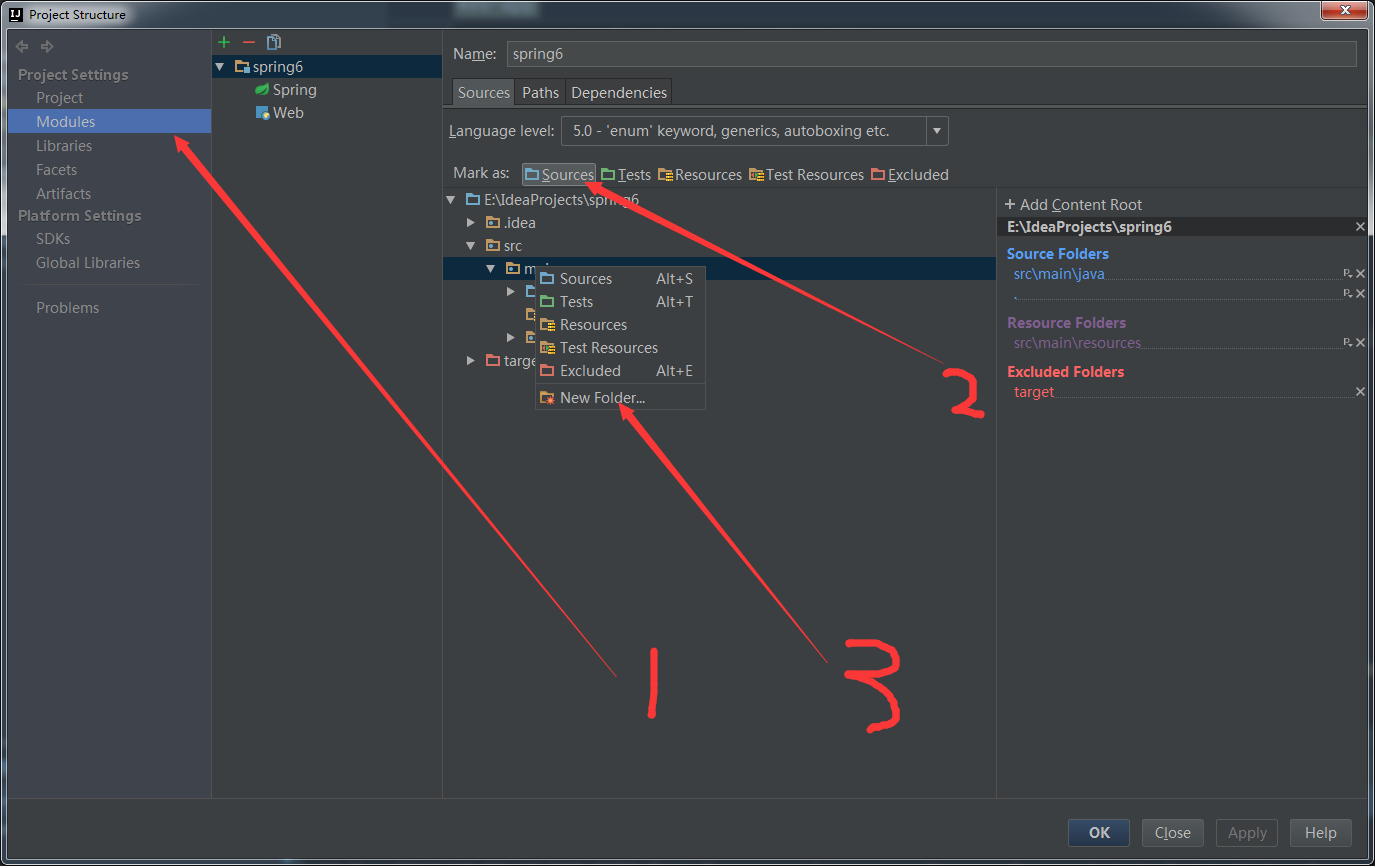 Project Structure
Project Settings
Project
Modules
Libraries
Facets
Artifacts
Platform Settings
SDKs
Global Libraries
Problems
spring6
Spring
Web
Name: spring6
Sources Paths Dependencies
Language level: 5.0 - 'enum' keyword, generics, autoboxing etc.
Mark as: Sources Tests Resources Test Resources Excluded
E:\IdeaProjects\spring6
.idea
src
Sources Alt+S
Tests Alt+T
Resources
Test Resources
Excluded Alt+E
New Folder...
+ Add Content Root
E:\IdeaProjects\spring6
Source Folders
src\main\java
.
Resource Folders
src\main\resources
Excluded Folders
target
1
2
3
OK Close Apply Help